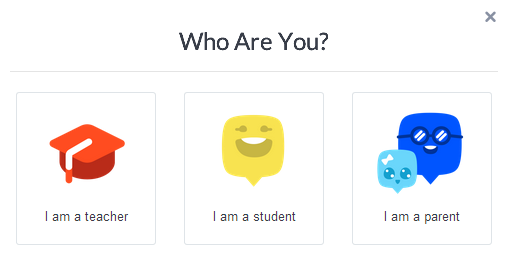 Who Are You?
I am a teacher
I am a student
I am a parent